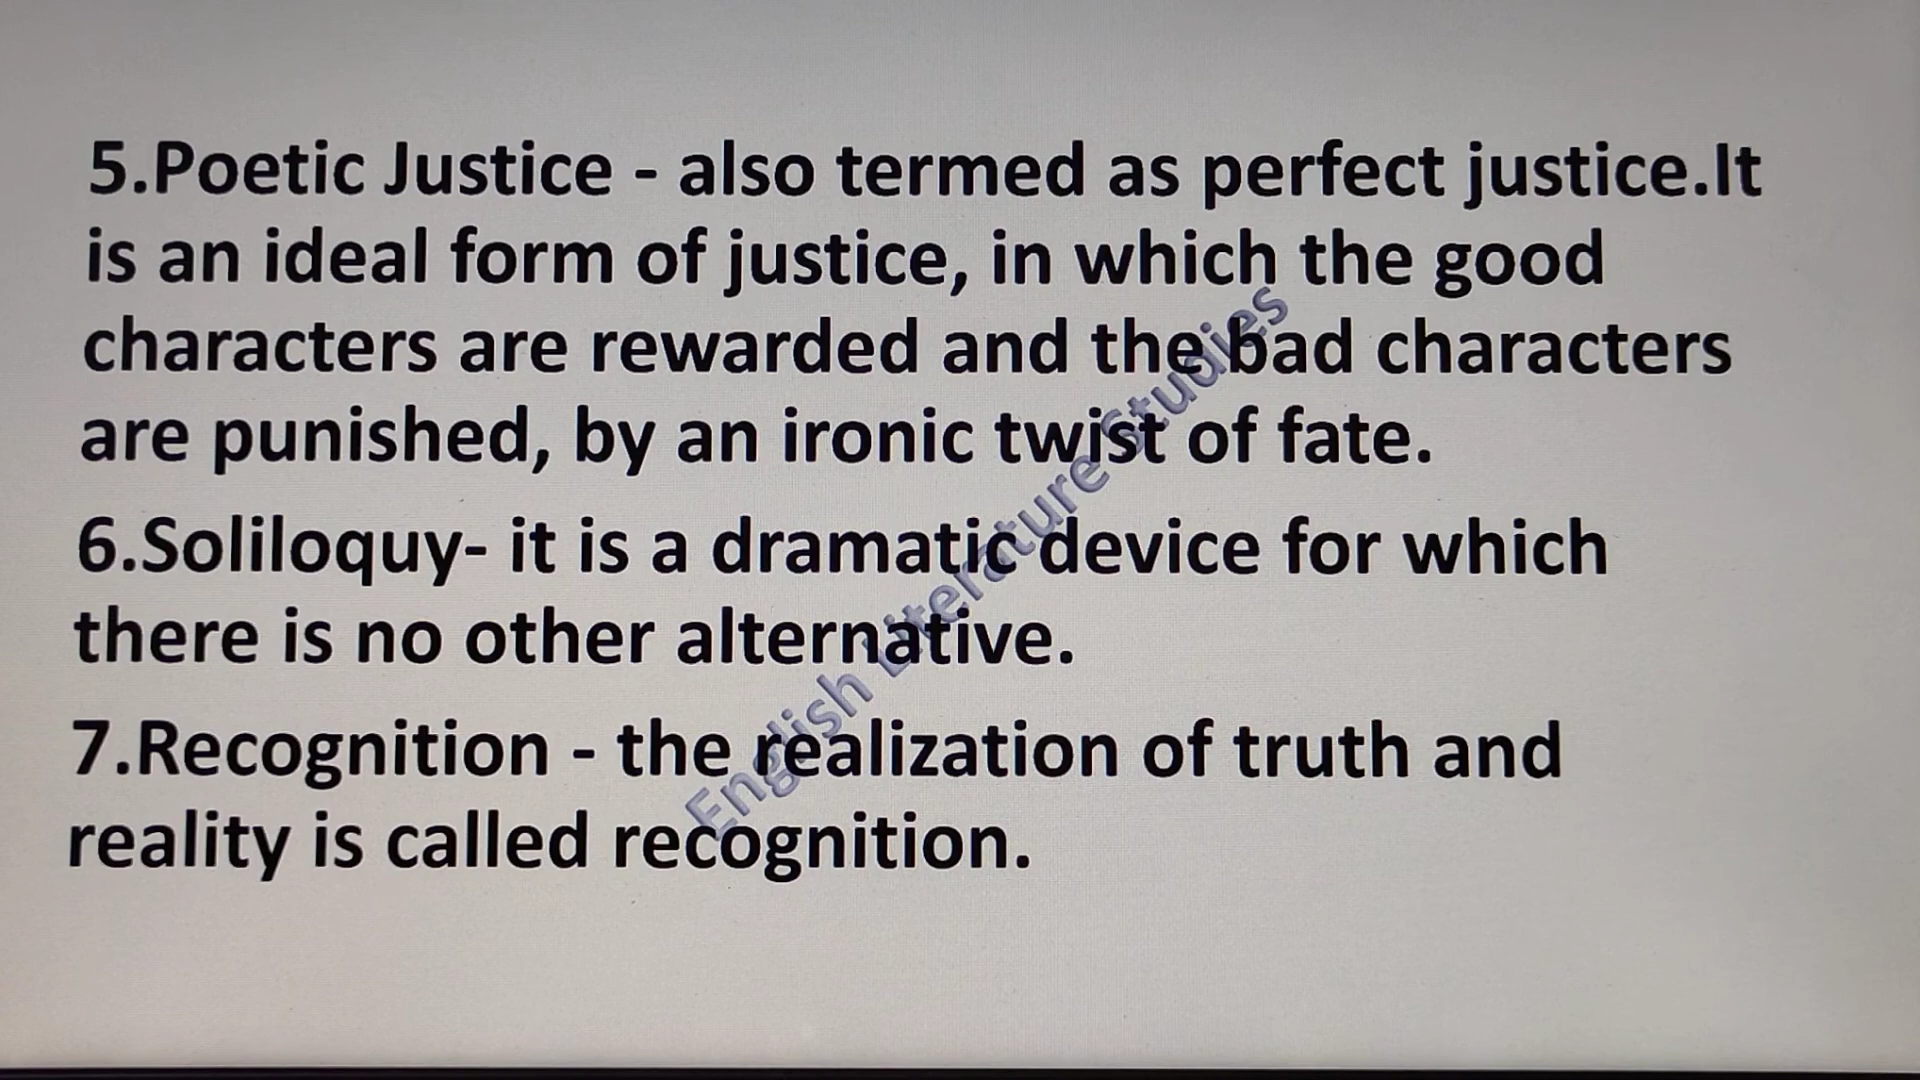 5.Poetic Justice - also termed as perfect justice.It
is an ideal form of justice, in which the good
characters are rewarded and the bad characters
are punished, by an ironic twist of fate.
6.Soliloquy- it is a dramatic device for which
there is no other alternative.
7.Recognition - the realization of truth and
reality is called recognition.
English Literature Studies